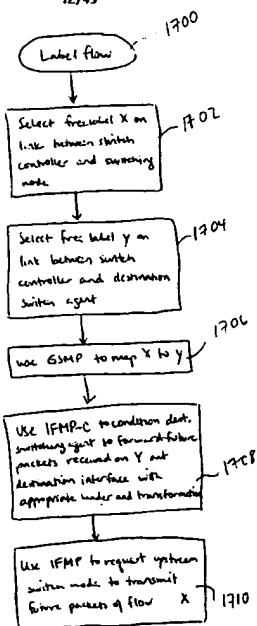 1700
Label flow
Select free label X on
link between switch
controller and switching
node
1702
Select free label y on
link between switch
controller and destination
switch agent
1704
use GSMP to map X to y
1706
Use IFMP-C to condition dest.
switching agent to forward future
packets received on Y out
destination interface with
appropriate header and transformation
1708
Use IFMP to request upstream
switch node to transmit
future packets of flow X
1710